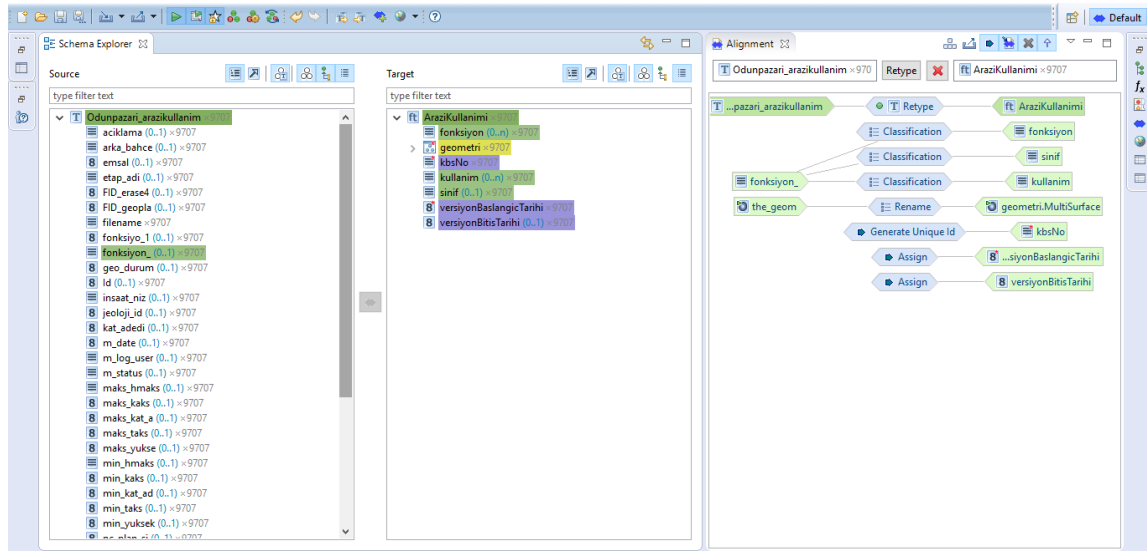 Default
Schema Explorer
Source
type filter text
Odunpazari_arazikullanim ×9707
aciklama (0..1) ×9707
arka_bahce (0..1) ×9707
emsal (0..1) ×9707
etap_adi (0..1) ×9707
FID_erase4 (0..1) ×9707
FID_geopla (0..1) ×9707
filename ×9707
fonksiyo_1 (0..1) ×9707
fonksiyon_ (0..1) ×9707
geo_durum (0..1) ×9707
Id (0..1) ×9707
insaat_niz (0..1) ×9707
jeoloji_id (0..1) ×9707
kat_adedi (0..1) ×9707
m_date (0..1) ×9707
m_log_user (0..1) ×9707
m_status (0..1) ×9707
maks_hmaks (0..1) ×9707
maks_kaks (0..1) ×9707
maks_kat_a (0..1) ×9707
maks_taks (0..1) ×9707
maks_yukse (0..1) ×9707
min_hmaks (0..1) ×9707
min_kaks (0..1) ×9707
min_kat_ad (0..1) ×9707
min_taks (0..1) ×9707
min_yuksek (0..1) ×9707
Target
type filter text
AraziKullanimi ×9707
fonksiyon (0..n) ×9707
geometri ×9707
kbsNo ×9707
kullanim (0..n) ×9707
sinif (0..1) ×9707
versiyonBaslangicTarihi ×9707
versiyonBitisTarihi (0..1) ×9707
Alignment
Odunpazari_arazikullanim ×970 Retype AraziKullanimi ×9707
...pazari_arazikullanim Retype AraziKullanimi
Classification fonksiyon
Classification sinif
fonksiyon_ Classification kullanim
the_geom Rename geometri.MultiSurface
Generate Unique Id kbsNo
Assign ...siyonBaslangicTarihi
Assign versiyonBitisTarihi